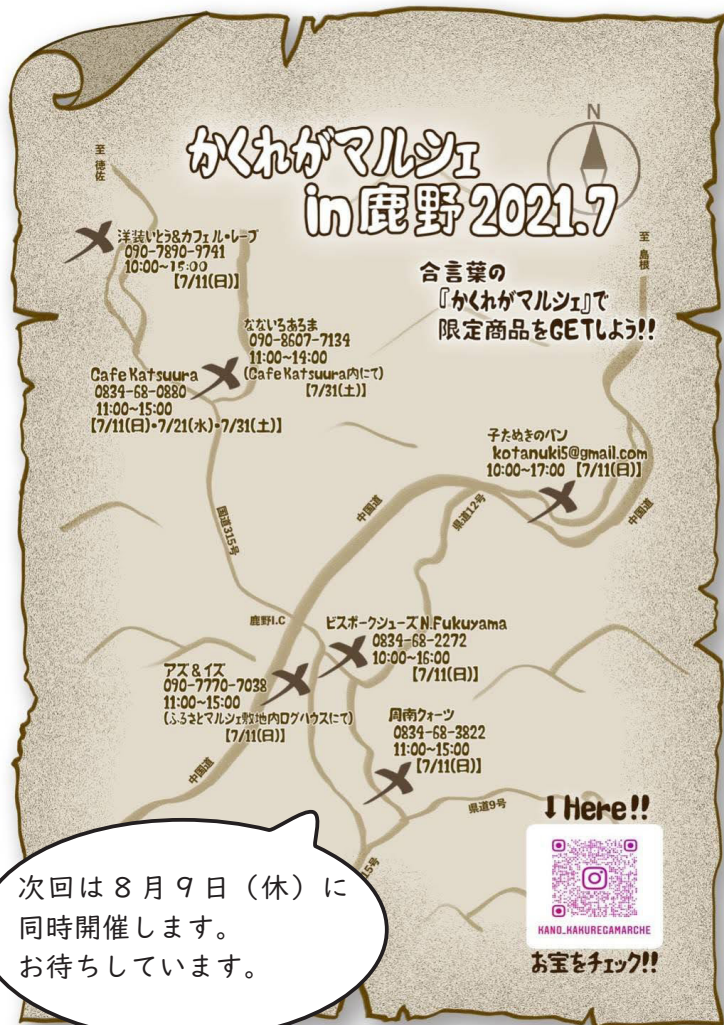 かくれがマルシェ
in鹿野 2021.7
N
至 徳佐
至 島根
合言葉の
『かくれがマルシェ』で
限定商品をGETしよう!!
洋装いとう&カフェル・レーブ
090-7890-9741
10:00~15:00
【7/11(日)】
なないろあろま
090-8607-7134
11:00~14:00
(Cafe Katsuura内にて)
【7/31(土)】
Cafe Katsuura
0834-68-0880
11:00~15:00
【7/11(日)・7/21(水)・7/31(土)】
子たぬきのパン
kotanuki5@gmail.com
10:00~17:00 【7/11(日)】
国道315号
中国道
県道12号
中国道
鹿野I.C
ビスポークシューズ N.Fukuyama
0834-68-2272
10:00~16:00
【7/11(日)】
アズ&イズ
090-7770-7038
11:00~15:00
(ふるさとマルシェ敷地内ログハウスにて)
【7/11(日)】
周南クォーツ
0834-68-3822
11:00~15:00
【7/11(日)】
中国道
県道9号
5号
↓Here!!
KANO_KAKUREGAMARCHE
お宝をチェック!!
次回は8月9日(休)に
同時開催します。
お待ちしています。